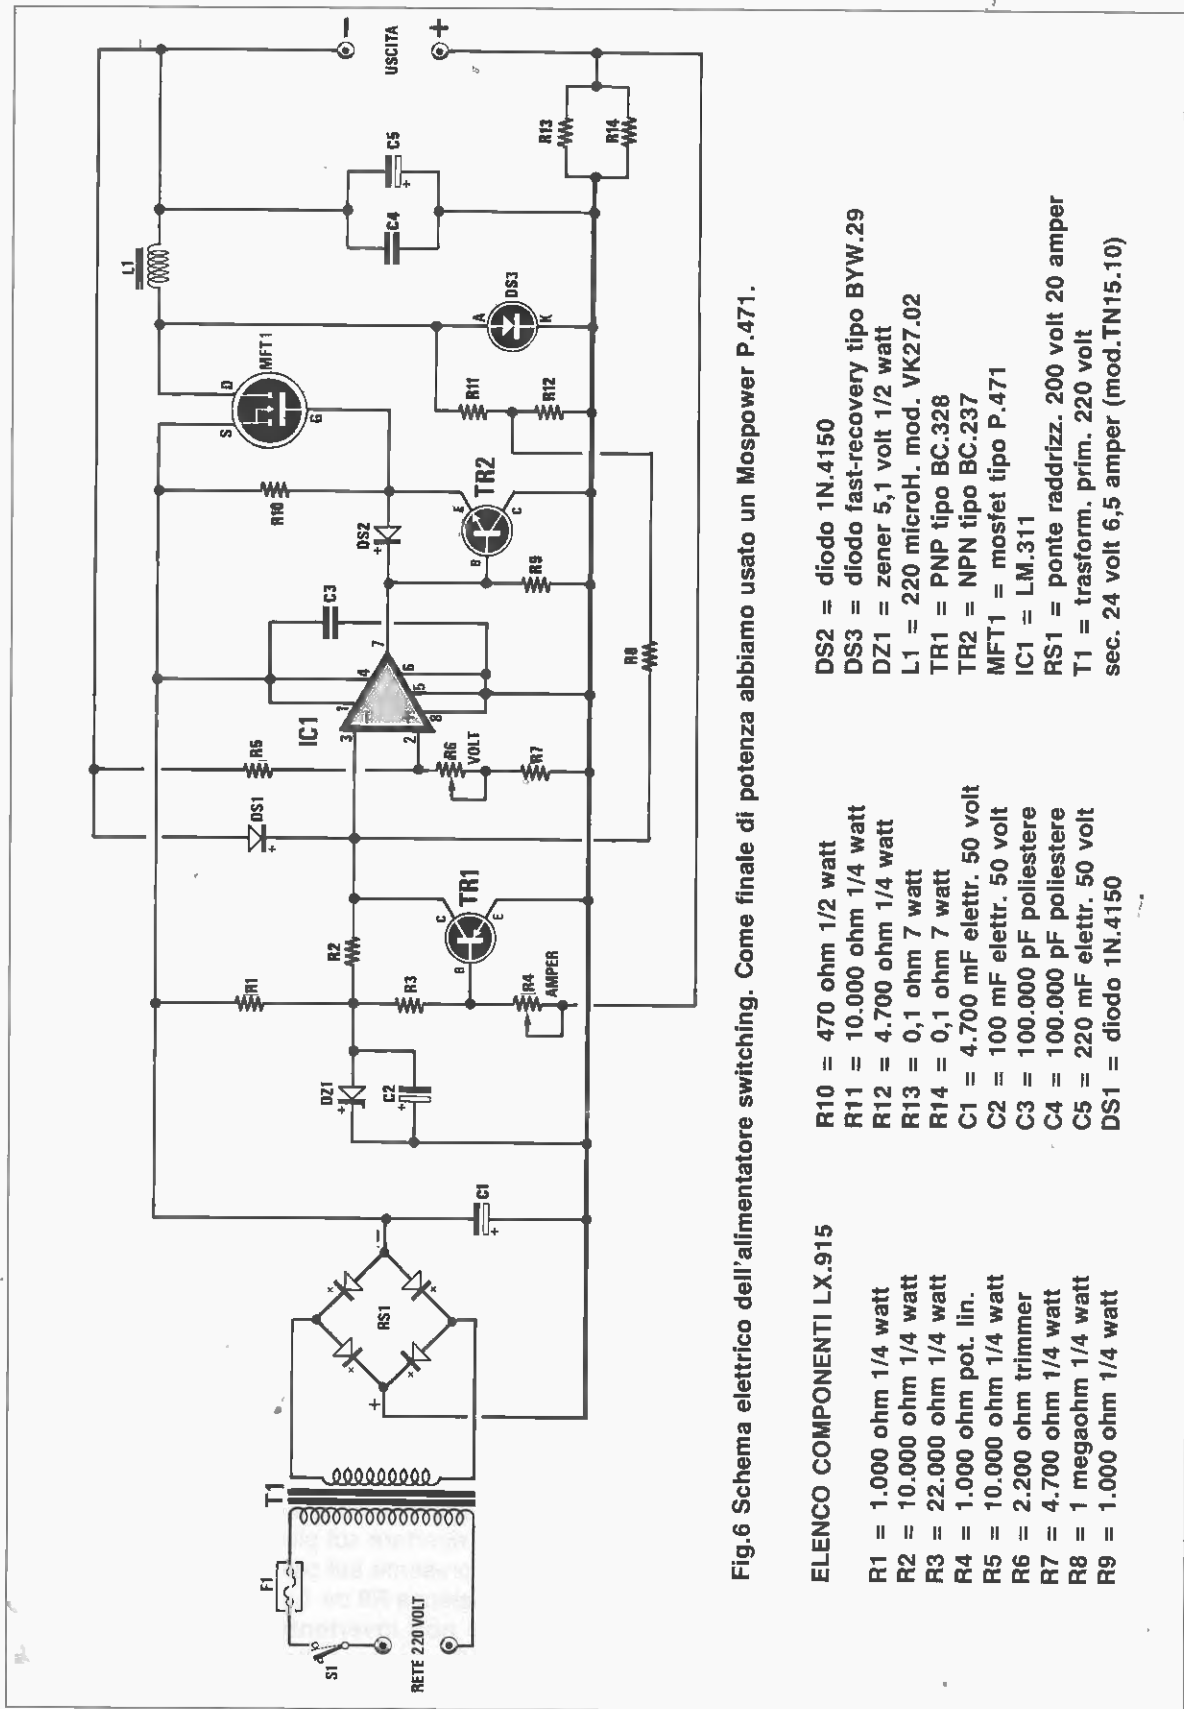 T1
F1
S1
RETE 220 VOLT
RS1
+
−
C1
+
DZ1
+
C2
+
R1
R2
R3
R4
AMPER
TR1
B
C
E
DS1
+
R5
R6
VOLT
R7
IC1
3
2
1
4
8
5
6
7
C3
DS2
+
R9
R8
TR2
B
E
C
R10
S
D
G
MFT1
R11
R12
A
K
DS3
L1
C4
C5
+
R13
R14
−
USCITA
+
Fig.6 Schema elettrico dell'alimentatore switching. Come finale di potenza abbiamo usato un Mospower P.471.
ELENCO COMPONENTI LX.915
R1 = 1.000 ohm 1/4 watt
R2 = 10.000 ohm 1/4 watt
R3 = 22.000 ohm 1/4 watt
R4 = 1.000 ohm pot. lin.
R5 = 10.000 ohm 1/4 watt
R6 = 2.200 ohm trimmer
R7 = 4.700 ohm 1/4 watt
R8 = 1 megaohm 1/4 watt
R9 = 1.000 ohm 1/4 watt
R10 = 470 ohm 1/2 watt
R11 = 10.000 ohm 1/4 watt
R12 = 4.700 ohm 1/4 watt
R13 = 0,1 ohm 7 watt
R14 = 0,1 ohm 7 watt
C1 = 4.700 mF elettr. 50 volt
C2 = 100 mF elettr. 50 volt
C3 = 100.000 pF poliestere
C4 = 100.000 pF poliestere
C5 = 220 mF elettr. 50 volt
DS1 = diodo 1N.4150
DS2 = diodo 1N.4150
DS3 = diodo fast-recovery tipo BYW.29
DZ1 = zener 5,1 volt 1/2 watt
L1 = 220 microH. mod. VK27.02
TR1 = PNP tipo BC.328
TR2 = NPN tipo BC.237
MFT1 = mosfet tipo P.471
IC1 = LM.311
RS1 = ponte raddrizz. 200 volt 20 amper
T1 = trasform. prim. 220 volt
sec. 24 volt 6,5 amper (mod.TN15.10)